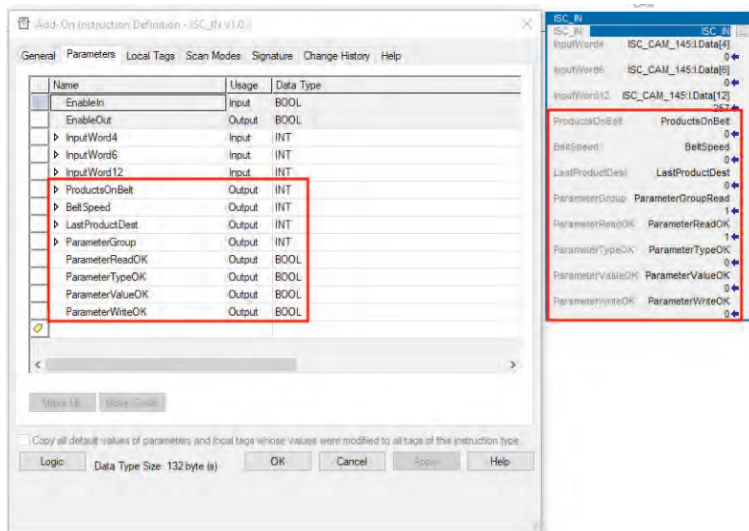 Add-On Instruction Definition - ISC_IN v1.0
General Parameters Local Tags Scan Modes Signature Change History Help
Name Usage Data Type
EnableIn Input BOOL
EnableOut Output BOOL
InputWord4 Input INT
InputWord6 Input INT
InputWord12 Input INT
ProductsOnBelt Output INT
BeltSpeed Output INT
LastProductDest Output INT
ParameterGroup Output INT
ParameterReadOK Output BOOL
ParameterTypeOK Output BOOL
ParameterValueOK Output BOOL
ParameterWriteOK Output BOOL
Move Up Move Down
Copy all default values of parameters and local tags whose values were modified to all tags of this instruction type
Logic Data Type Size: 132 byte (s) OK Cancel Apply Help
ISC_IN
ISC_IN ISC_IN ...
InputWord4 ISC_CAM_145:I.Data[4]
0
InputWord6 ISC_CAM_145:I.Data[6]
0
InputWord12 ISC_CAM_145:I.Data[12]
257
ProductsOnBelt ProductsOnBelt
0
BeltSpeed BeltSpeed
0
LastProductDest LastProductDest
0
ParameterGroup ParameterGroupRead
1
ParameterReadOK ParameterReadOK
1
ParameterTypeOK ParameterTypeOK
0
ParameterValueOK ParameterValueOK
0
ParameterWriteOK ParameterWriteOK
0